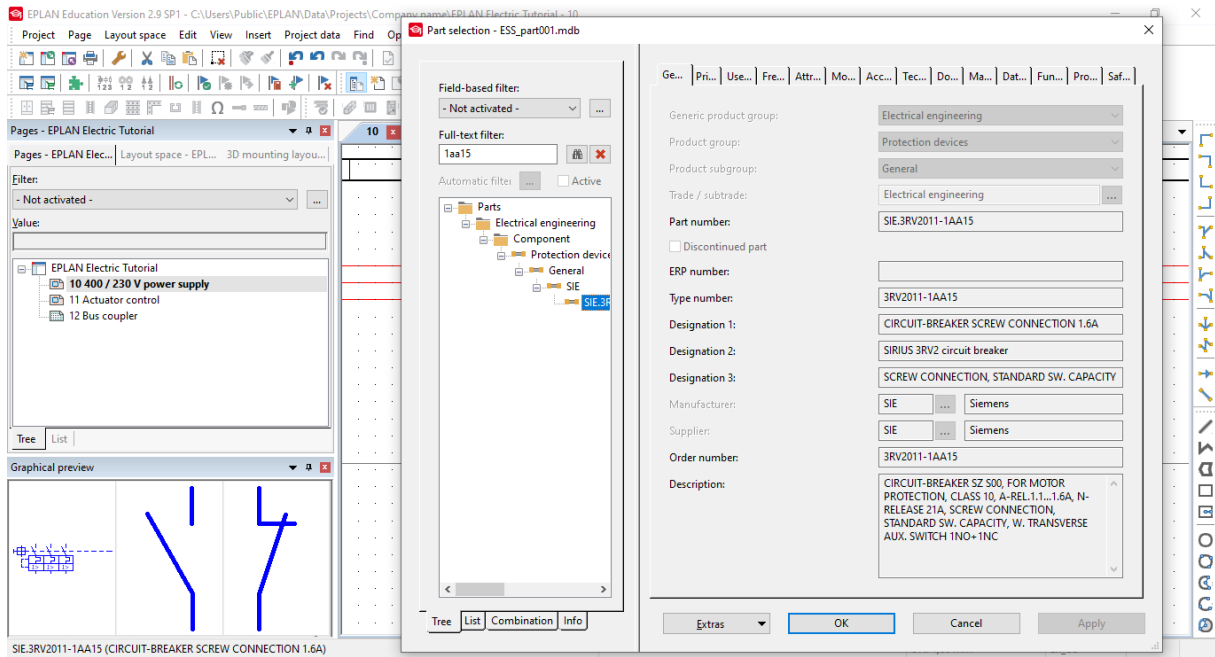 EPLAN Education Version 2.9 SP1 - C:\Users\Public\EPLAN\Data\Projects\Company name\EPLAN Electric Tutorial - 10
Project Page Layout space Edit View Insert Project data Find Op
Part selection - ESS_part001.mdb
Pages - EPLAN Electric Tutorial
Pages - EPLAN Elec... Layout space - EPL... 3D mounting layou...
Filter:
- Not activated -
...
Value:
EPLAN Electric Tutorial
10 400 / 230 V power supply
11 Actuator control
12 Bus coupler
Tree List
Graphical preview
SIE.3RV2011-1AA15 (CIRCUIT-BREAKER SCREW CONNECTION 1.6A)
10
Field-based filter:
- Not activated -
...
Full-text filter:
1aa15
Automatic filter ... Active
Parts
Electrical engineering
Component
Protection device
General
SIE
SIE.3R
Tree List Combination Info
Ge... Pri... Use... Fre... Attr... Mo... Acc... Tec... Do... Ma... Dat... Fun... Pro... Saf...
Generic product group: Electrical engineering
Product group: Protection devices
Product subgroup: General
Trade / subtrade: Electrical engineering ...
Part number: SIE.3RV2011-1AA15
Discontinued part
ERP number:
Type number: 3RV2011-1AA15
Designation 1: CIRCUIT-BREAKER SCREW CONNECTION 1.6A
Designation 2: SIRIUS 3RV2 circuit breaker
Designation 3: SCREW CONNECTION, STANDARD SW. CAPACITY
Manufacturer: SIE ... Siemens
Supplier: SIE ... Siemens
Order number: 3RV2011-1AA15
Description: CIRCUIT-BREAKER SZ S00, FOR MOTOR
PROTECTION, CLASS 10, A-REL.1.1...1.6A, N-
RELEASE 21A, SCREW CONNECTION,
STANDARD SW. CAPACITY, W. TRANSVERSE
AUX. SWITCH 1NO+1NC
Extras OK Cancel Apply